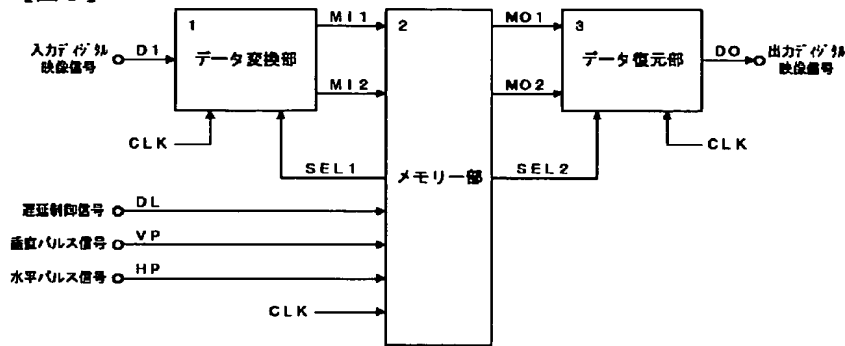 1
データ変換部
入力ディジタル
映像信号
D1
MI1
MI2
CLK
SEL1
2
メモリー部
MO1
MO2
SEL2
3
データ復元部
DO
出力ディジタル
映像信号
CLK
遅延制御信号 DL
垂直パルス信号 VP
水平パルス信号 HP
CLK